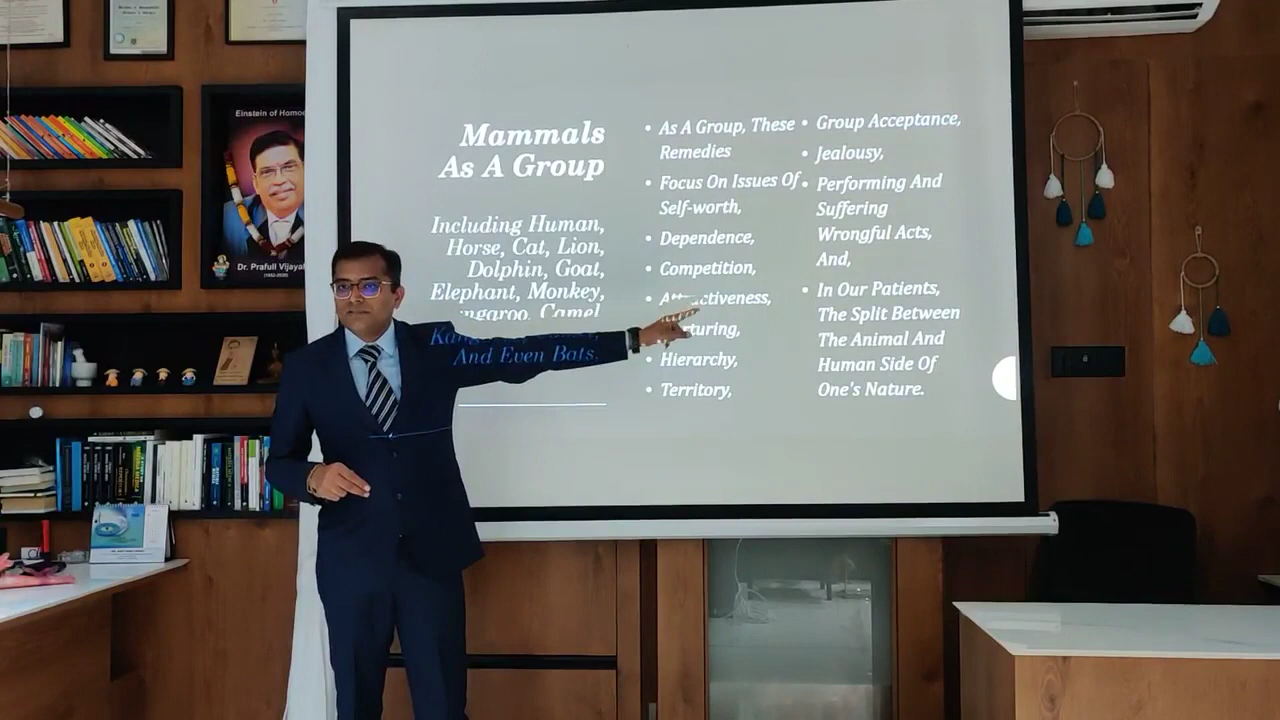 Einstein of Homoe
Dr. Prafull Vijayak
Mammals
As A Group
Including Human,
Horse, Cat, Lion,
Dolphin, Goat,
Elephant, Monkey,
Camel
And Even Bats.
• As A Group, These
Remedies
• Focus On Issues Of
Self-worth,
• Dependence,
• Competition,
• Attractiveness,
• Hierarchy,
• Territory,
• Group Acceptance,
• Jealousy,
• Performing And
Suffering
Wrongful Acts,
And,
• In Our Patients,
The Split Between
The Animal And
Human Side Of
One's Nature.